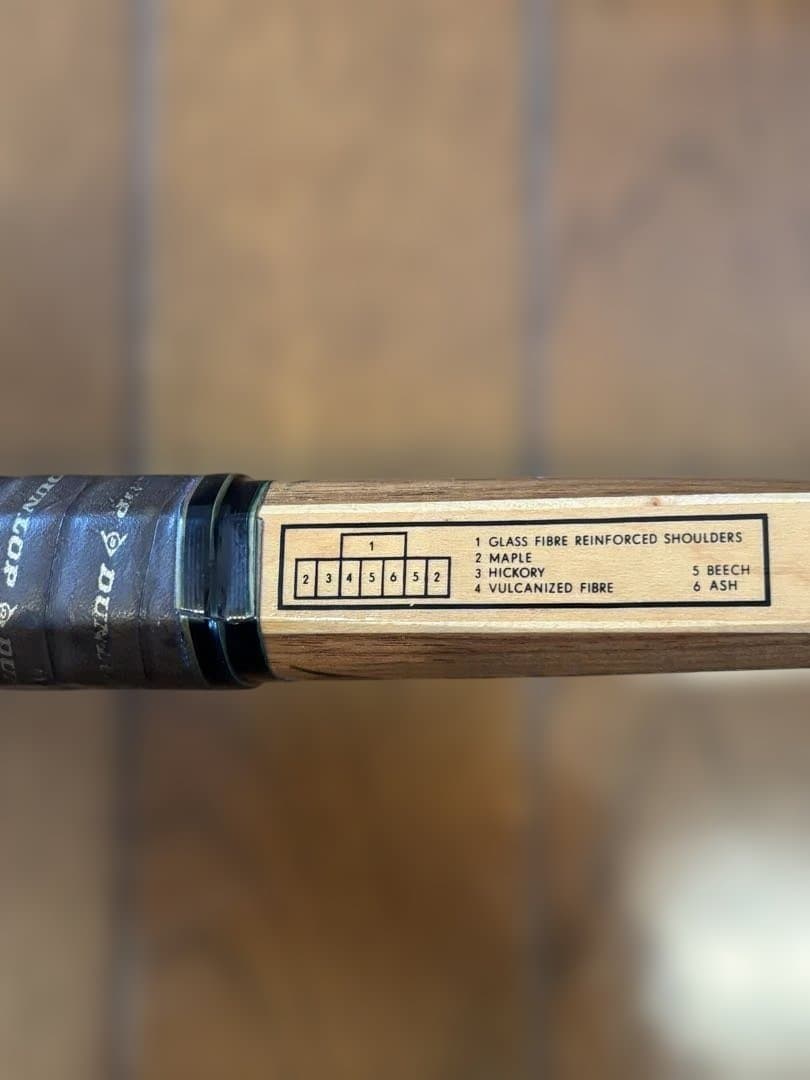 DUNLOP
DUNL
1
2 3 4 5 6 5 2
1 GLASS FIBRE REINFORCED SHOULDERS
2 MAPLE
3 HICKORY 5 BEECH
4 VULCANIZED FIBRE 6 ASH